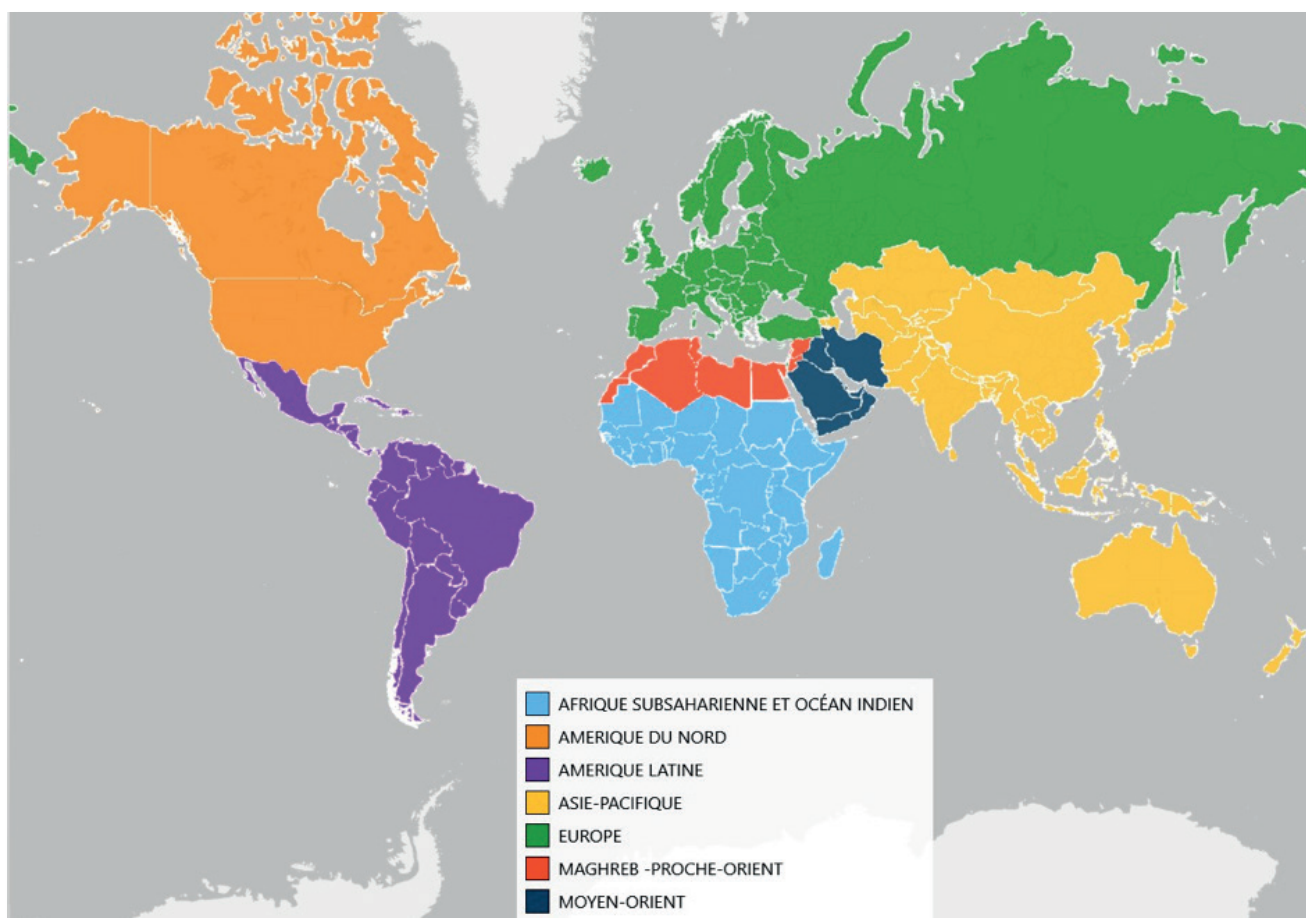 AFRIQUE SUBSAHARIENNE ET OCÉAN INDIEN
AMERIQUE DU NORD
AMERIQUE LATINE
ASIE-PACIFIQUE
EUROPE
MAGHREB -PROCHE-ORIENT
MOYEN-ORIENT